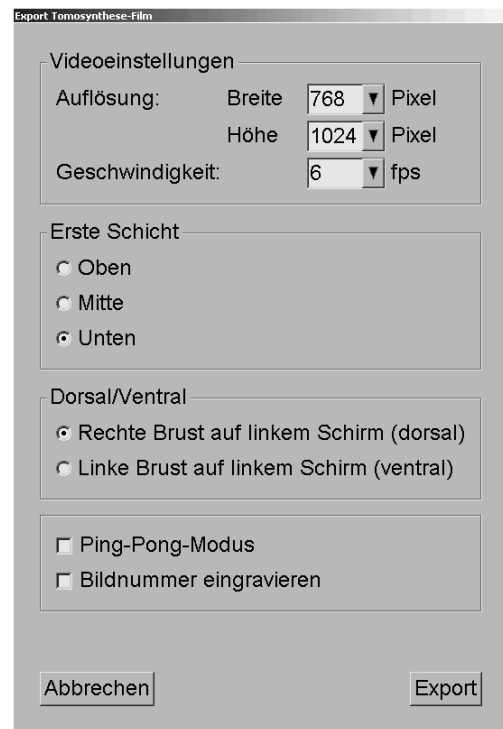 Export Tomosynthese-Film
Videoeinstellungen
Auflösung: Breite 768 Pixel
Höhe 1024 Pixel
Geschwindigkeit: 6 fps
Erste Schicht
Oben
Mitte
Unten
Dorsal/Ventral
Rechte Brust auf linkem Schirm (dorsal)
Linke Brust auf linkem Schirm (ventral)
Ping-Pong-Modus
Bildnummer eingravieren
Abbrechen Export